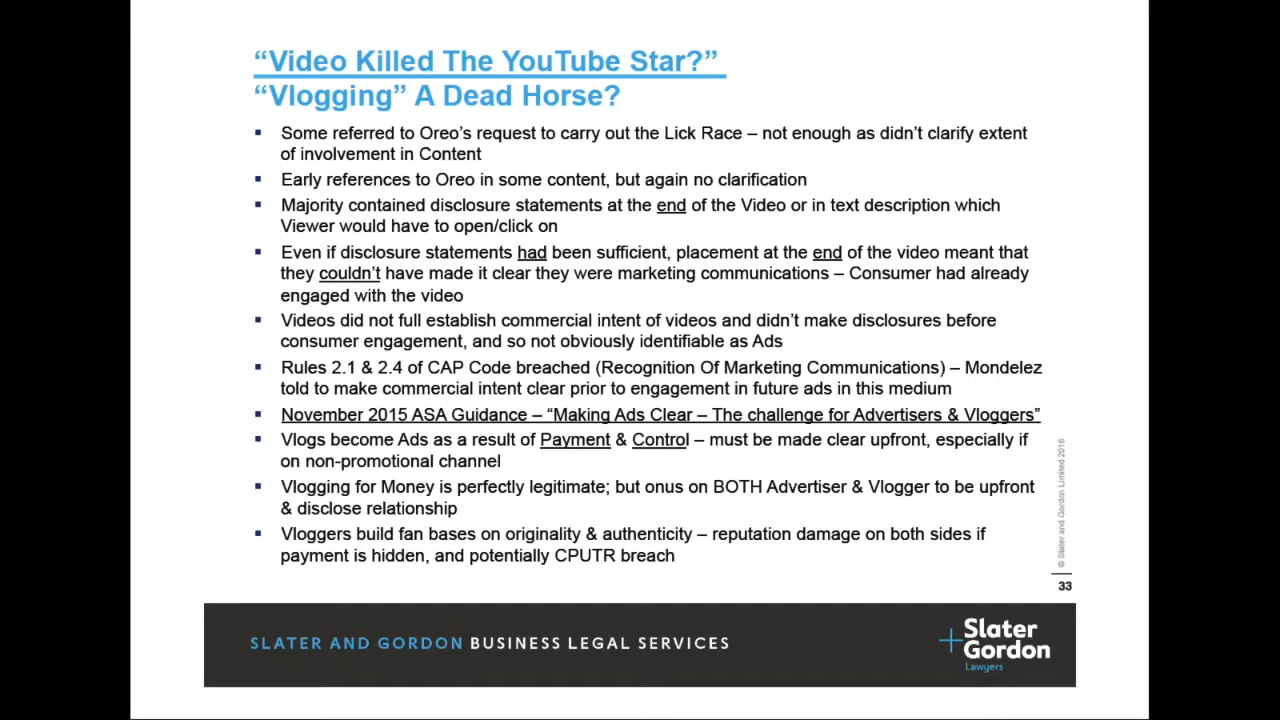 “Video Killed The YouTube Star?”
“Vlogging” A Dead Horse?
▪ Some referred to Oreo’s request to carry out the Lick Race – not enough as didn’t clarify extent
of involvement in Content
▪ Early references to Oreo in some content, but again no clarification
▪ Majority contained disclosure statements at the end of the Video or in text description which
Viewer would have to open/click on
▪ Even if disclosure statements had been sufficient, placement at the end of the video meant that
they couldn’t have made it clear they were marketing communications – Consumer had already
engaged with the video
▪ Videos did not full establish commercial intent of videos and didn’t make disclosures before
consumer engagement, and so not obviously identifiable as Ads
▪ Rules 2.1 & 2.4 of CAP Code breached (Recognition Of Marketing Communications) – Mondelez
told to make commercial intent clear prior to engagement in future ads in this medium
▪ November 2015 ASA Guidance – “Making Ads Clear – The challenge for Advertisers & Vloggers”
▪ Vlogs become Ads as a result of Payment & Control – must be made clear upfront, especially if
on non-promotional channel
▪ Vlogging for Money is perfectly legitimate; but onus on BOTH Advertiser & Vlogger to be upfront
& disclose relationship
▪ Vloggers build fan bases on originality & authenticity – reputation damage on both sides if
payment is hidden, and potentially CPUTR breach
© Slater and Gordon Limited 2016
33
SLATER AND GORDON BUSINESS LEGAL SERVICES
Slater
Gordon
Lawyers